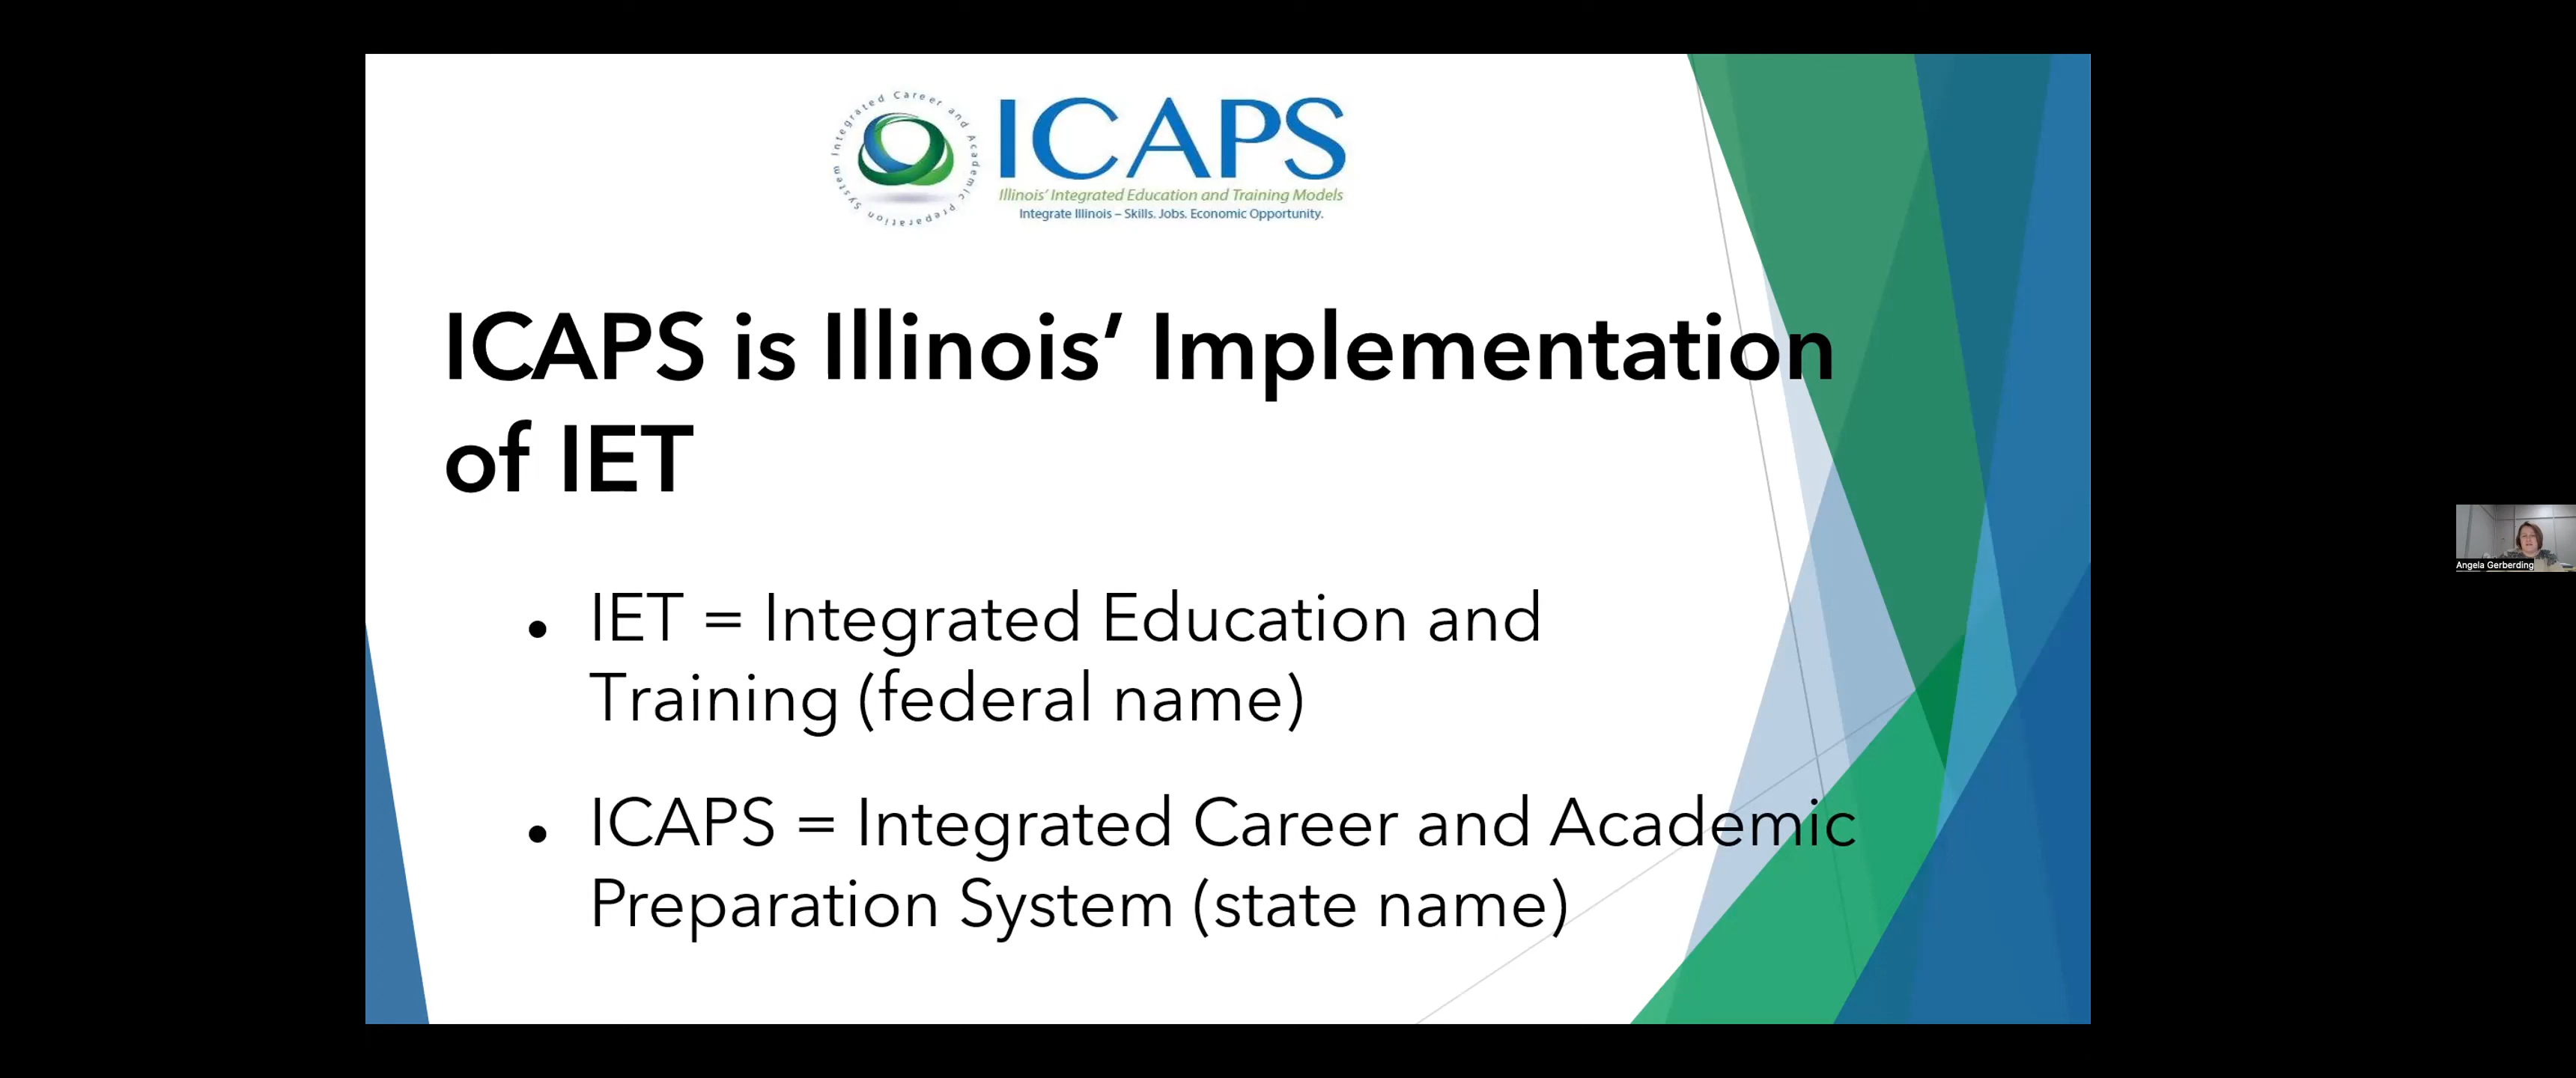 Integrated Career and Academic Preparation System
ICAPS
Illinois' Integrated Education and Training Models
Integrate Illinois – Skills. Jobs. Economic Opportunity.
ICAPS is Illinois’ Implementation
of IET
• IET = Integrated Education and
Training (federal name)
• ICAPS = Integrated Career and Academic
Preparation System (state name)
Angela Gerberding